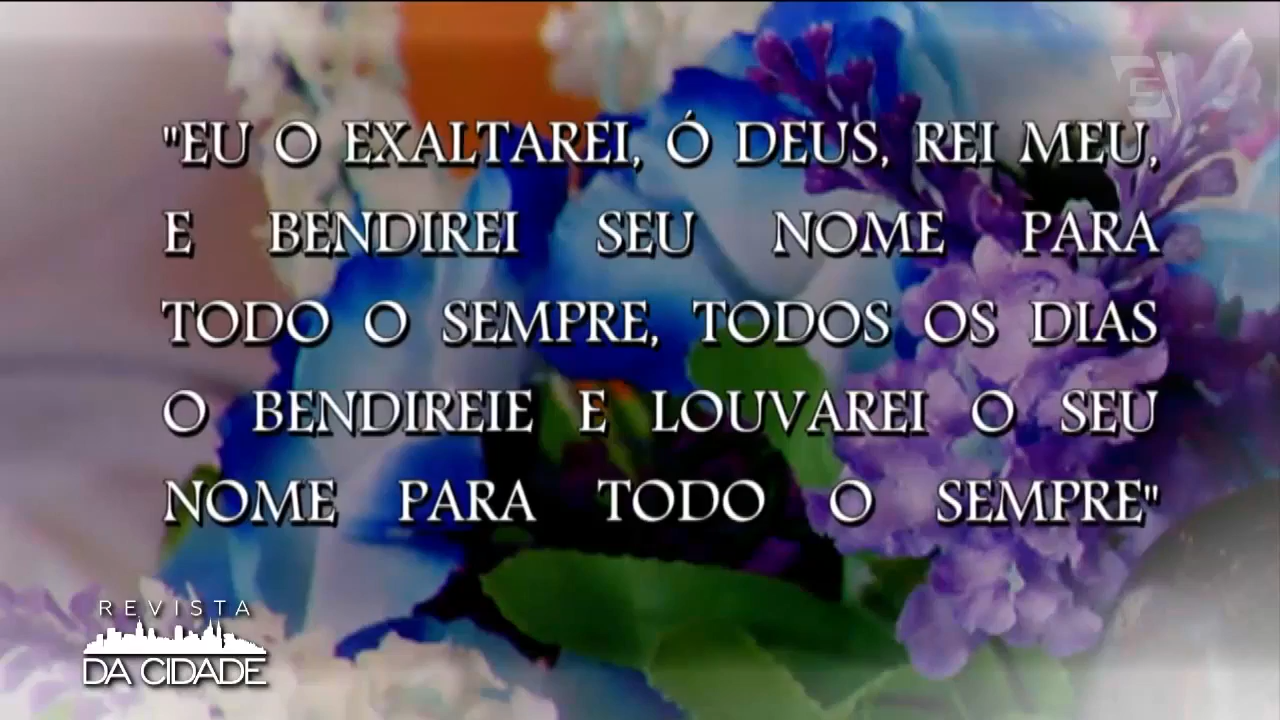 "EU O EXALTAREI, Ó DEUS, REI MEU,
E BENDIREI SEU NOME PARA
TODO O SEMPRE, TODOS OS DIAS
O BENDIREIE E LOUVAREI O SEU
NOME PARA TODO O SEMPRE"
REVISTA
DA CIDADE